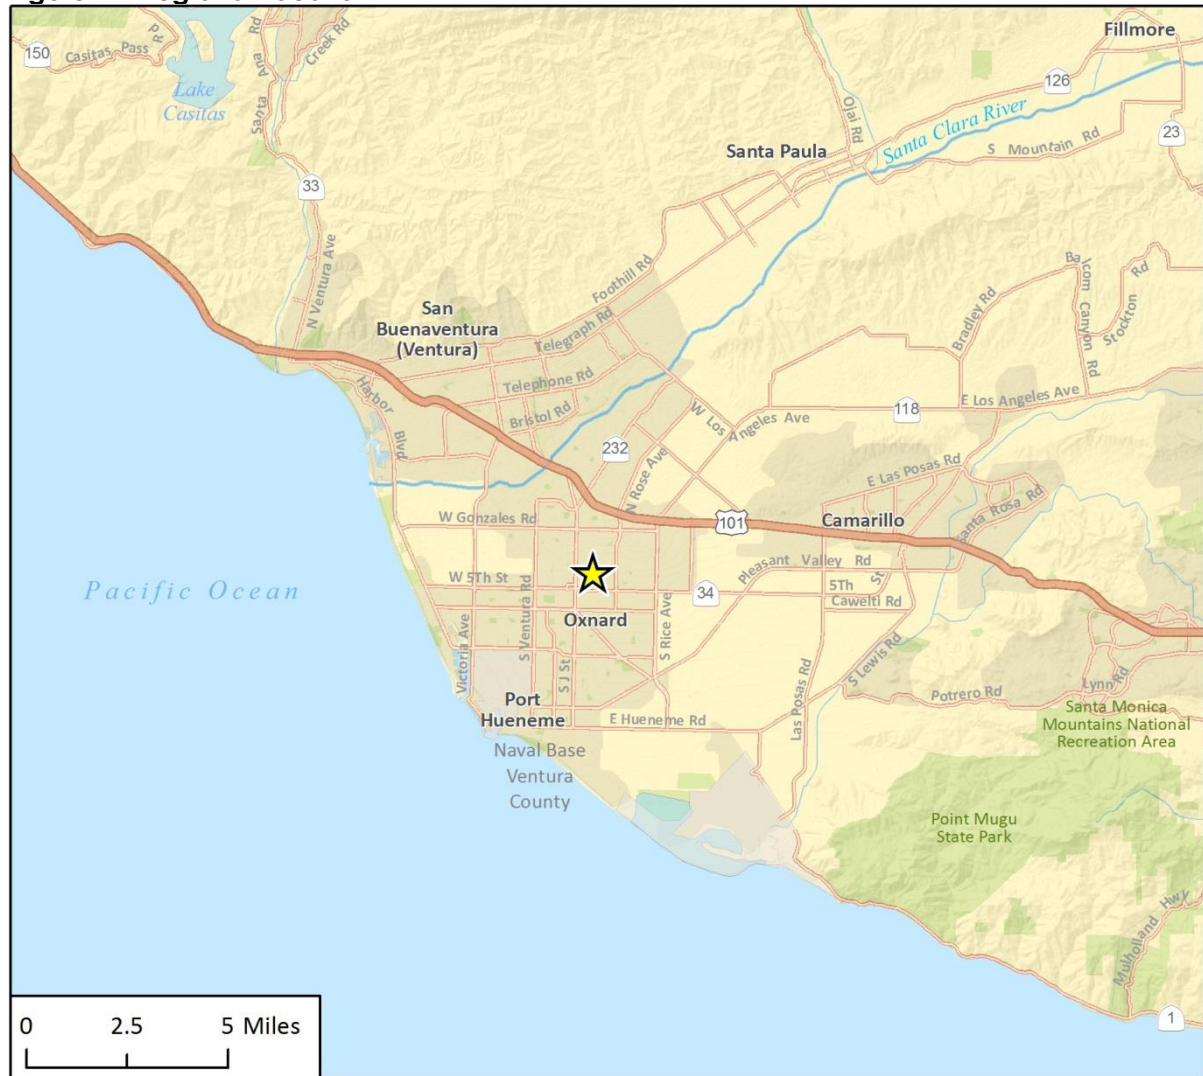 Fillmore
150
Casitas Pass Rd
Santa Ana Rd
Creek Rd
Lake
Casitas
126
Ojai Rd
Santa Clara River
23
S Mountain Rd
Santa Paula
33
N Ventura Ave
Foothill Rd
Balcom Canyon Rd
Stockton Rd
Bradley Rd
San
Buenaventura
(Ventura)
Telegraph Rd
Telephone Rd
Harbor Blvd
Bristol Rd
E Los Angeles Ave
118
W Los Angeles Ave
232
N Rose Ave
E Las Posas Rd
Santa Rosa Rd
W Gonzales Rd
101
Camarillo
Pleasant Valley Rd
W 5Th St
5Th St
34
Cawelti Rd
Pacific Ocean
Oxnard
S Ventura Rd
S Rice Ave
Victoria Ave
S J St
S Lewis Rd
Las Posas Rd
Potrero Rd
Lynn Rd
Port
Hueneme
E Hueneme Rd
Santa Monica
Mountains National
Recreation Area
Naval Base
Ventura
County
Point Mugu
State Park
Mulholland Hwy
1
0 2.5 5 Miles